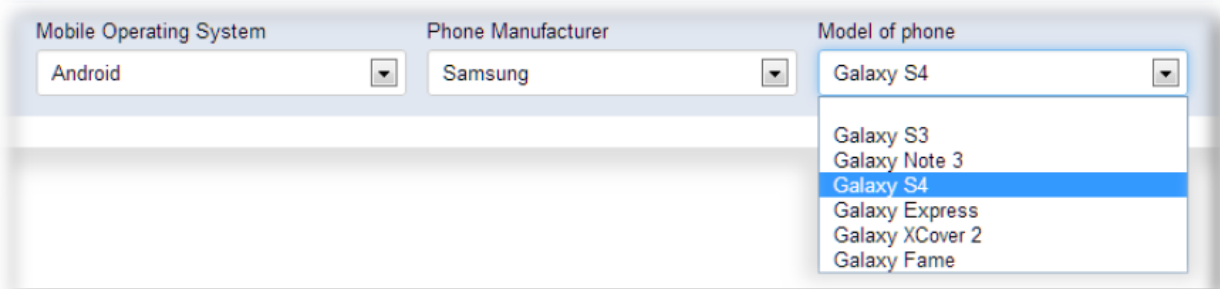 Mobile Operating System
Phone Manufacturer
Model of phone
Android
Samsung
Galaxy S4
Galaxy S3
Galaxy Note 3
Galaxy S4
Galaxy Express
Galaxy XCover 2
Galaxy Fame